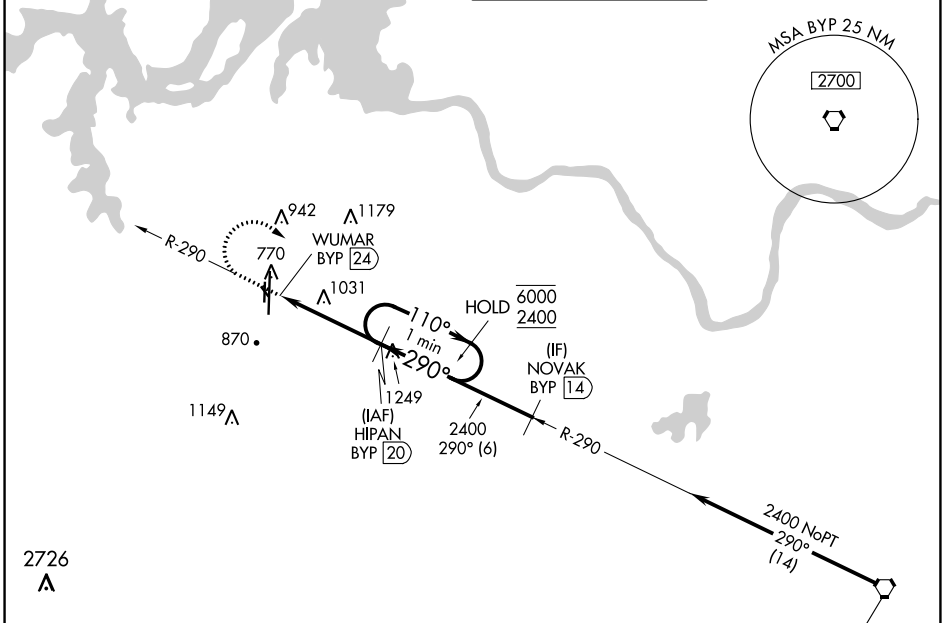 MSA BYP 25 NM
2700
942
1179
R-290
770
WUMAR
BYP 24
1031
HOLD
6000
2400
110°
1 min
290°
870
(IF)
NOVAK
BYP 14
1249
1149
(IAF)
HIPAN
BYP 20
2400
290° (6)
R-290
2400 NoPT
290°
(14)
2726